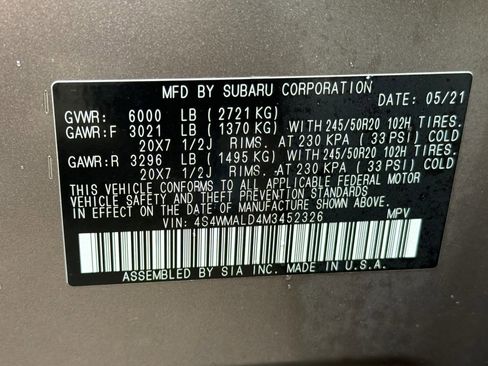 MFD BY SUBARU CORPORATION
DATE: 05/21
GVWR: 6000 LB ( 2721 KG)
GAWR:F 3021 LB ( 1370 KG) WITH 245/50R20 102H TIRES.
20X7 1/2J RIMS. AT 230 KPA ( 33 PSI) COLD
GAWR:R 3296 LB ( 1495 KG) WITH 245/50R20 102H TIRES.
20X7 1/2J RIMS. AT 230 KPA ( 33 PSI) COLD
THIS VEHICLE CONFORMS TO ALL APPLICABLE FEDERAL MOTOR
VEHICLE SAFETY AND THEFT PREVENTION STANDARDS
IN EFFECT ON THE DATE OF MANUFACTURE SHOWN ABOVE.
VIN: 4S4WMALD4M3452326 MPV
ASSEMBLED BY SIA INC. MADE IN U.S.A.